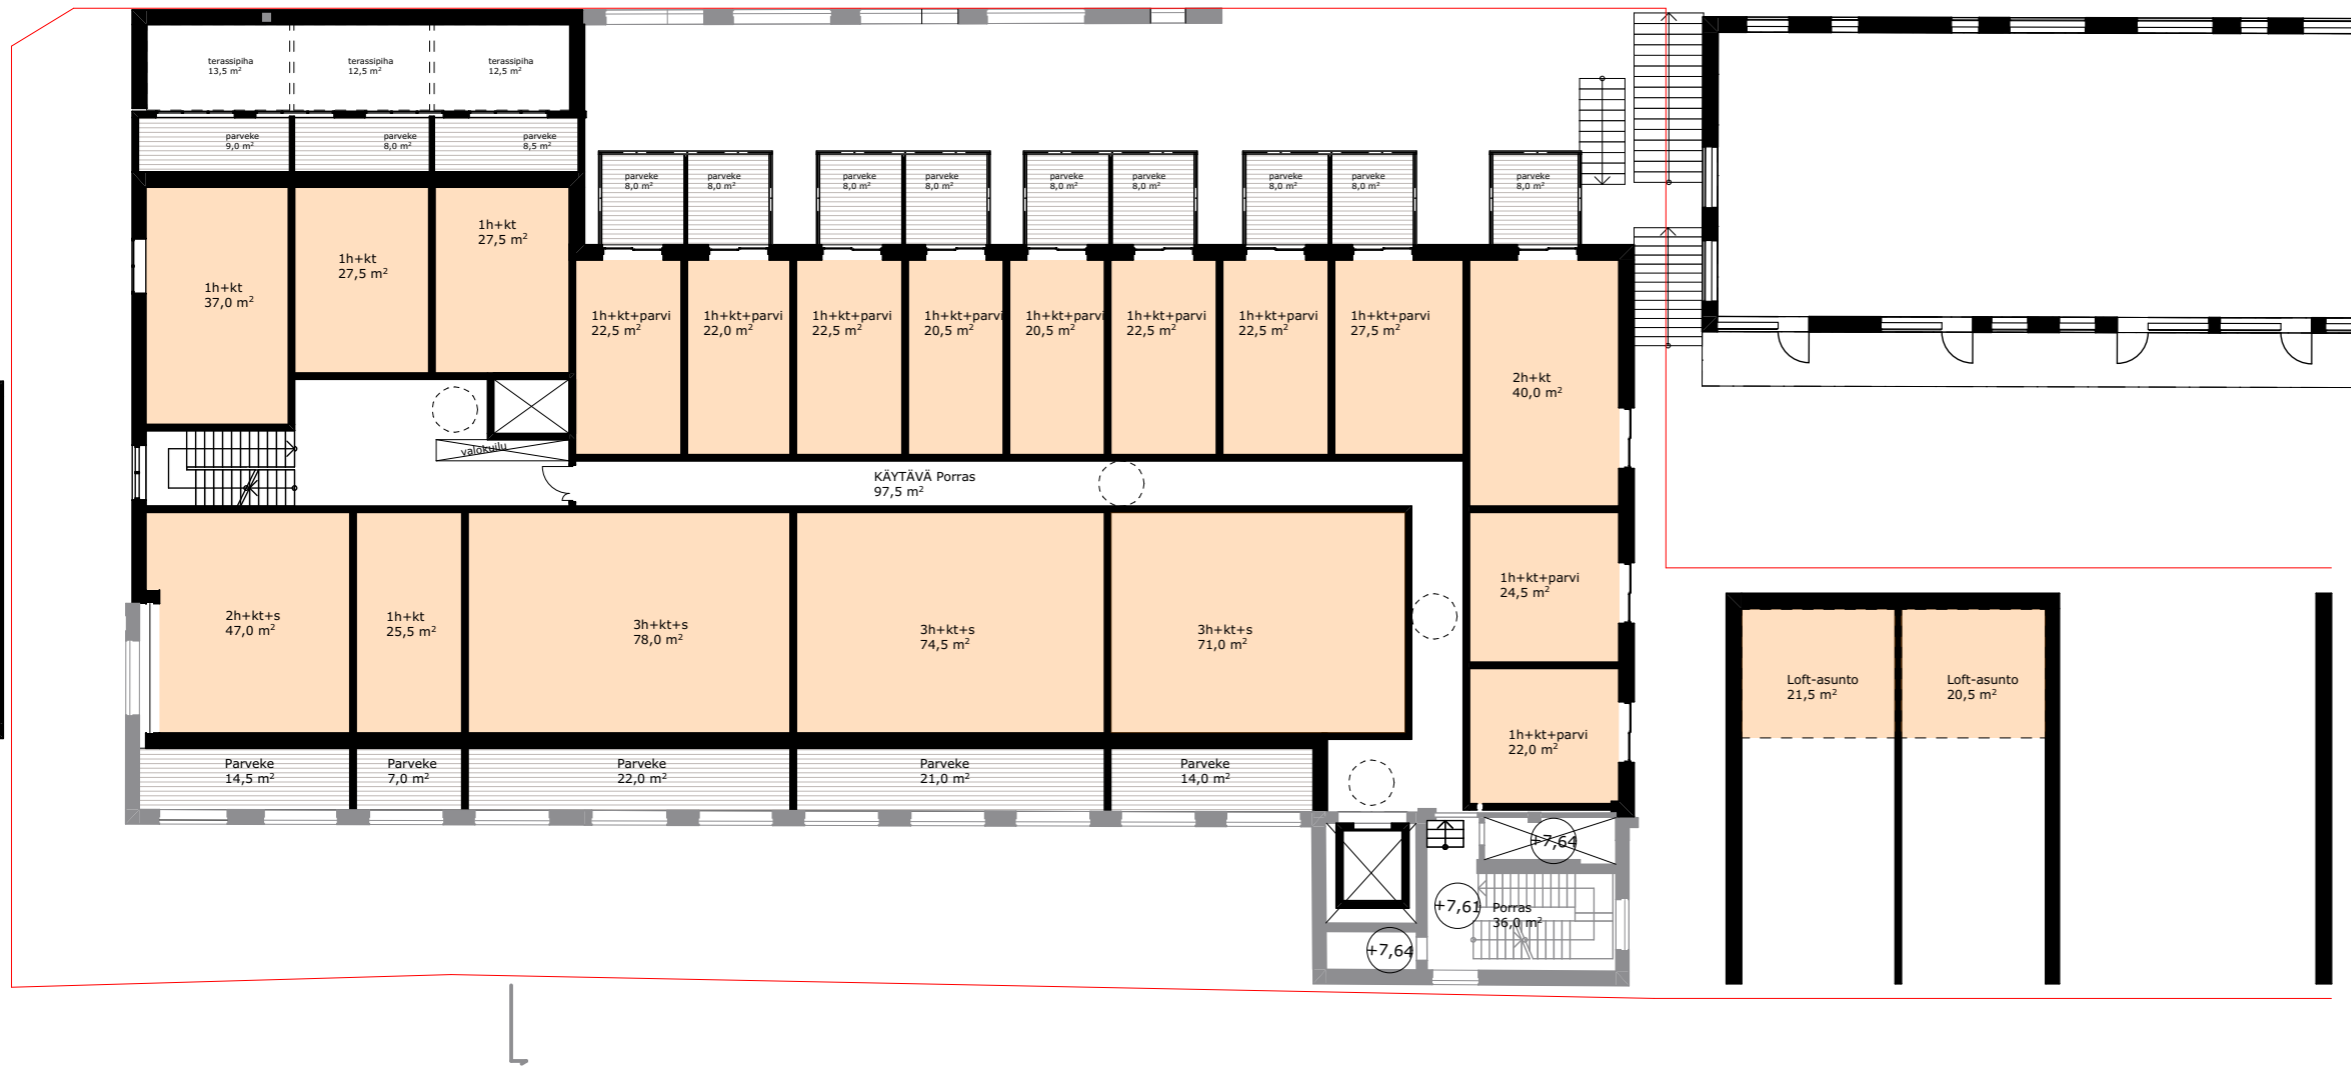 terassipiha
13,5 m²
terassipiha
12,5 m²
terassipiha
12,5 m²
parveke
9,0 m²
parveke
8,0 m²
parveke
8,5 m²
parveke
8,0 m²
parveke
8,0 m²
parveke
8,0 m²
parveke
8,0 m²
parveke
8,0 m²
parveke
8,0 m²
parveke
8,0 m²
parveke
8,0 m²
parveke
8,0 m²
1h+kt
37,0 m²
1h+kt
27,5 m²
1h+kt
27,5 m²
1h+kt+parvi
22,5 m²
1h+kt+parvi
22,0 m²
1h+kt+parvi
22,5 m²
1h+kt+parvi
20,5 m²
1h+kt+parvi
20,5 m²
1h+kt+parvi
22,5 m²
1h+kt+parvi
22,5 m²
1h+kt+parvi
27,5 m²
2h+kt
40,0 m²
valokuilu
KÄYTÄVÄ Porras
97,5 m²
2h+kt+s
47,0 m²
1h+kt
25,5 m²
3h+kt+s
78,0 m²
3h+kt+s
74,5 m²
3h+kt+s
71,0 m²
1h+kt+parvi
24,5 m²
1h+kt+parvi
22,0 m²
Loft-asunto
21,5 m²
Loft-asunto
20,5 m²
Parveke
14,5 m²
Parveke
7,0 m²
Parveke
22,0 m²
Parveke
21,0 m²
Parveke
14,0 m²
+7,64
+7,61
Porras
36,0 m²
+7,64